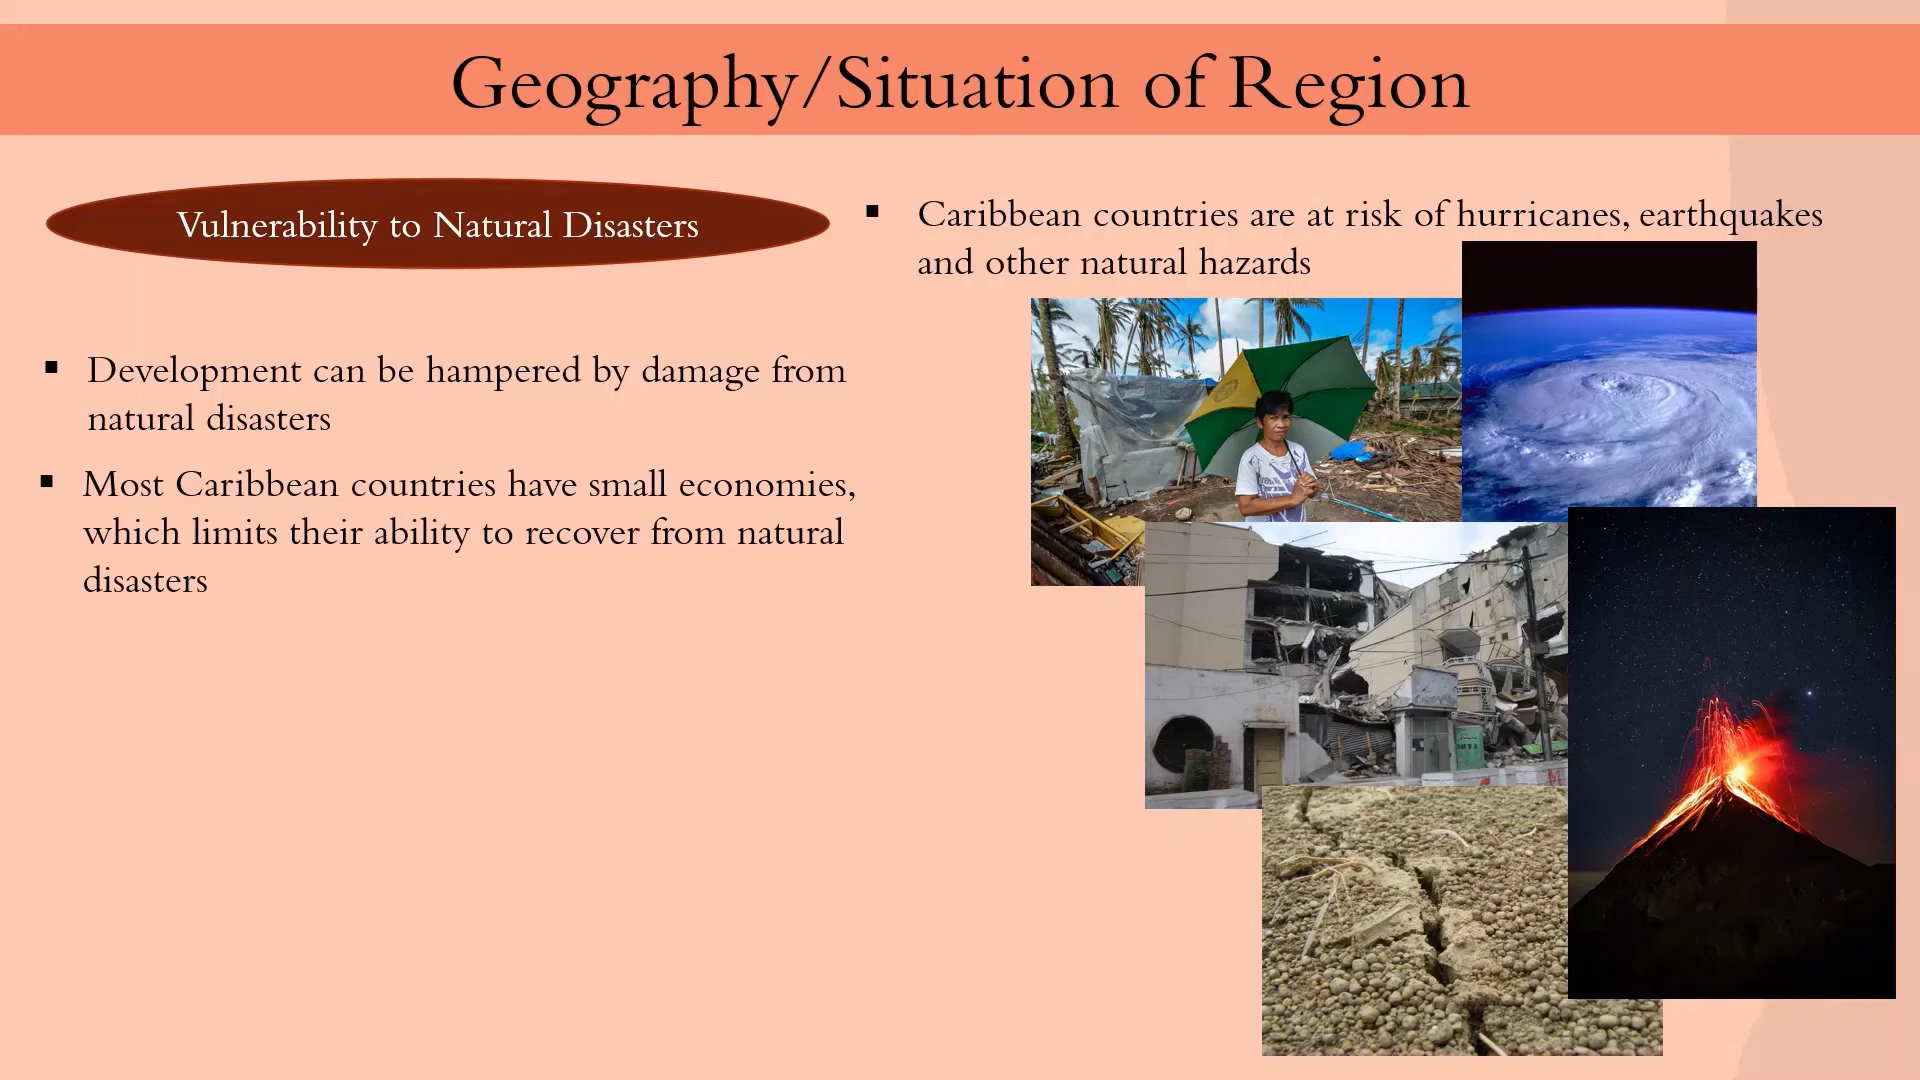 Geography/Situation of Region
Vulnerability to Natural Disasters
▪ Development can be hampered by damage from
natural disasters
▪ Most Caribbean countries have small economies,
which limits their ability to recover from natural
disasters
▪ Caribbean countries are at risk of hurricanes, earthquakes
and other natural hazards